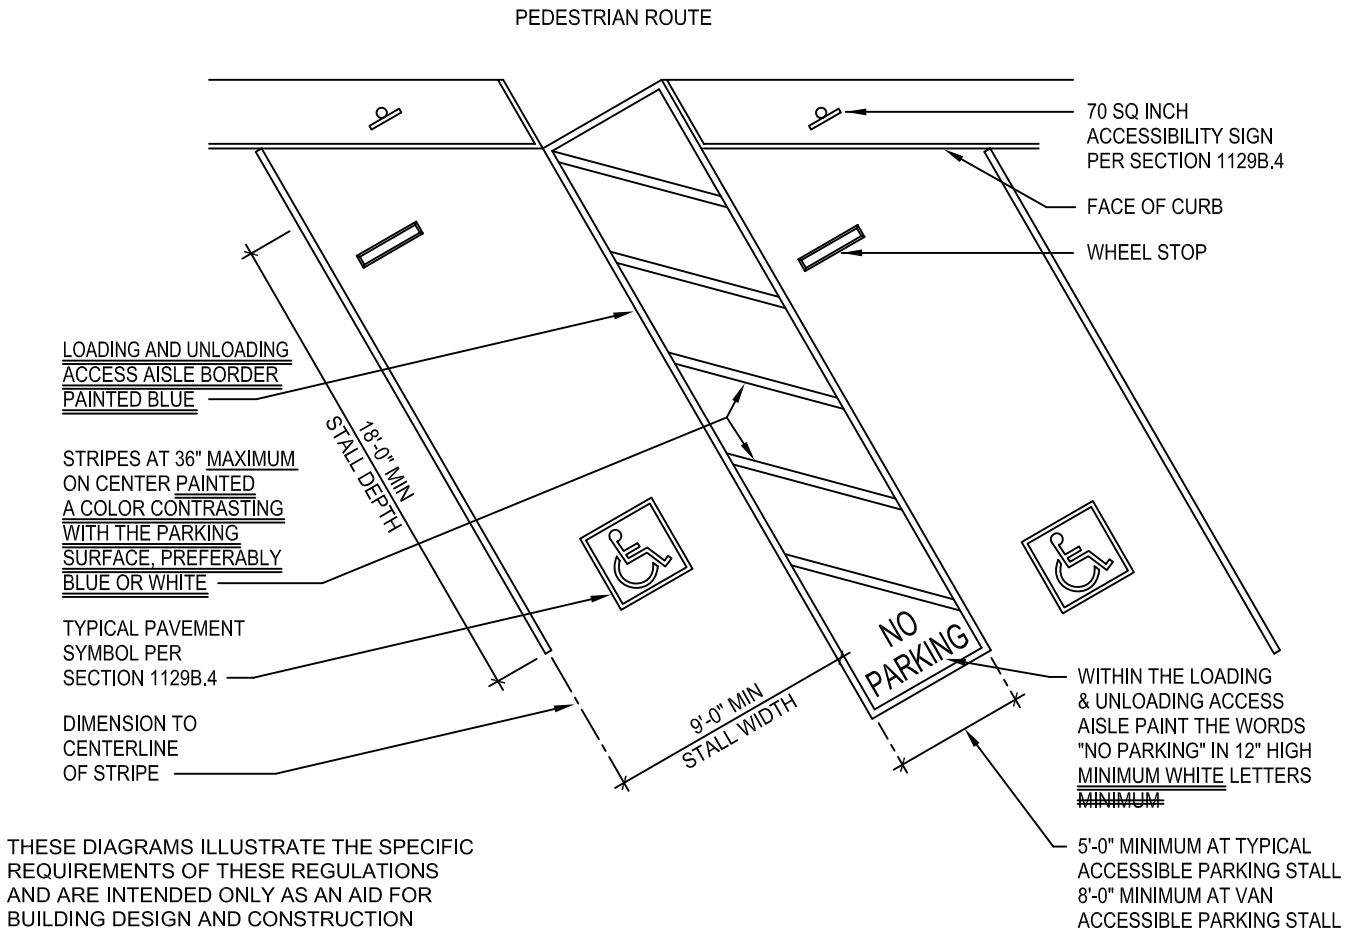 PEDESTRIAN ROUTE
70 SQ INCH
ACCESSIBILITY SIGN
PER SECTION 1129B.4
FACE OF CURB
WHEEL STOP
LOADING AND UNLOADING
ACCESS AISLE BORDER
PAINTED BLUE
18'-0" MIN
STALL DEPTH
STRIPES AT 36" MAXIMUM
ON CENTER PAINTED
A COLOR CONTRASTING
WITH THE PARKING
SURFACE, PREFERABLY
BLUE OR WHITE
TYPICAL PAVEMENT
SYMBOL PER
SECTION 1129B.4
DIMENSION TO
CENTERLINE
OF STRIPE
9'-0" MIN
STALL WIDTH
NO
PARKING
WITHIN THE LOADING
& UNLOADING ACCESS
AISLE PAINT THE WORDS
"NO PARKING" IN 12" HIGH
MINIMUM WHITE LETTERS
MINIMUM
5'-0" MINIMUM AT TYPICAL
ACCESSIBLE PARKING STALL
8'-0" MINIMUM AT VAN
ACCESSIBLE PARKING STALL
THESE DIAGRAMS ILLUSTRATE THE SPECIFIC
REQUIREMENTS OF THESE REGULATIONS
AND ARE INTENDED ONLY AS AN AID FOR
BUILDING DESIGN AND CONSTRUCTION